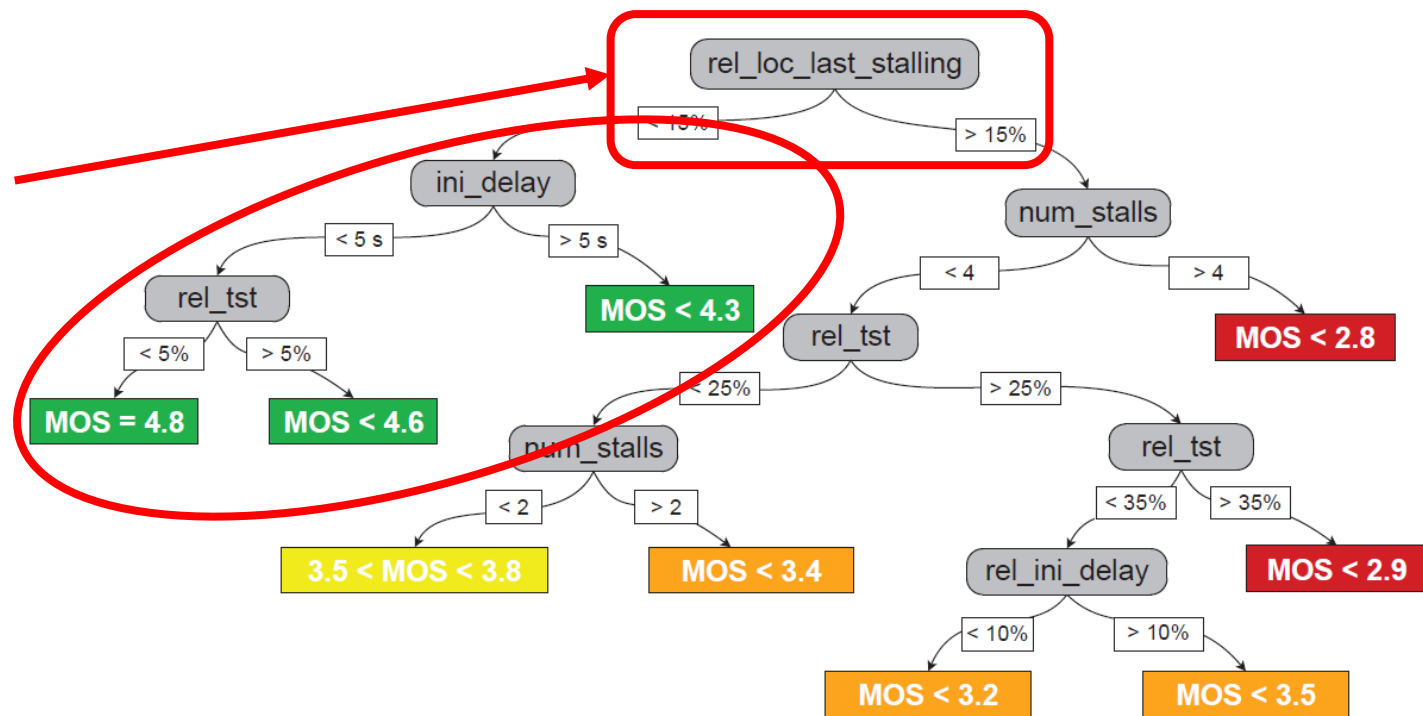 rel_loc_last_stalling
< 15%
> 15%
ini_delay
num_stalls
< 5 s
> 5 s
< 4
> 4
rel_tst
MOS < 4.3
rel_tst
MOS < 2.8
< 5%
> 5%
< 25%
> 25%
MOS = 4.8
MOS < 4.6
num_stalls
rel_tst
< 2
> 2
< 35%
> 35%
3.5 < MOS < 3.8
MOS < 3.4
rel_ini_delay
MOS < 2.9
< 10%
> 10%
MOS < 3.2
MOS < 3.5